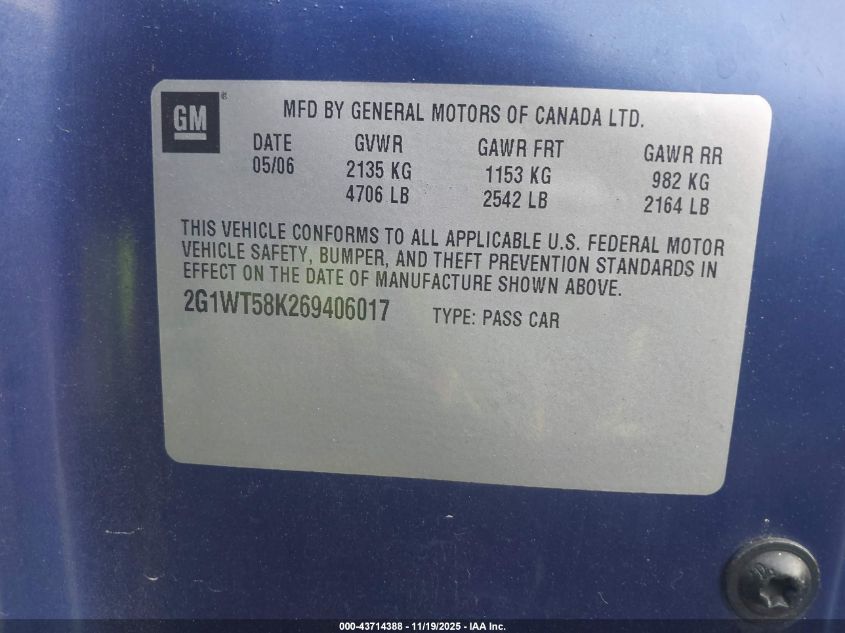 GM®
MFD BY GENERAL MOTORS OF CANADA LTD.
DATE GVWR GAWR FRT GAWR RR
05/06 2135 KG 1153 KG 982 KG
4706 LB 2542 LB 2164 LB
THIS VEHICLE CONFORMS TO ALL APPLICABLE U.S. FEDERAL MOTOR
VEHICLE SAFETY, BUMPER, AND THEFT PREVENTION STANDARDS IN
EFFECT ON THE DATE OF MANUFACTURE SHOWN ABOVE.
2G1WT58K269406017 TYPE: PASS CAR
000-43714388 - 11/19/2025 - IAA Inc.